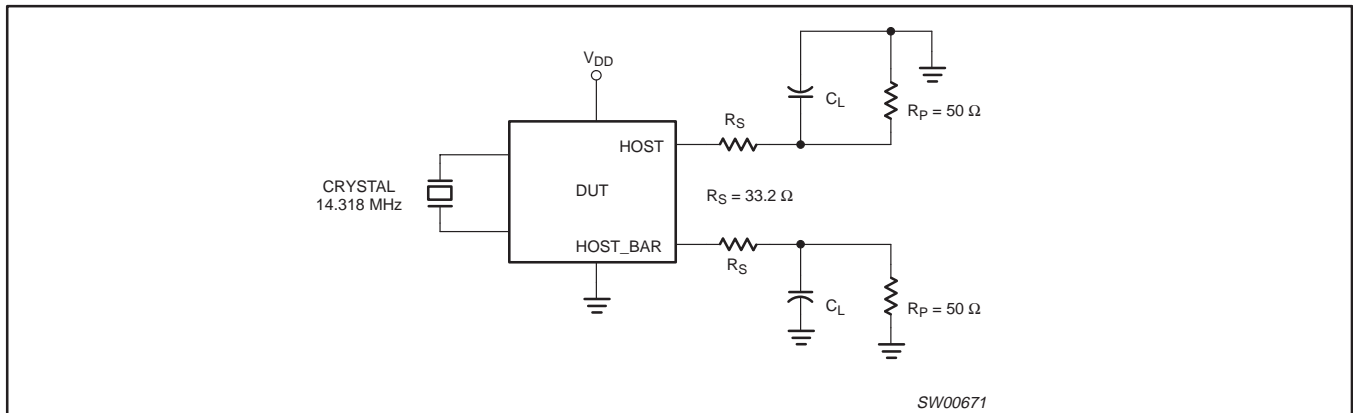 VDD
CL
RP = 50 Ω
RS
HOST
CRYSTAL
14.318 MHz
DUT
RS = 33.2 Ω
HOST_BAR
RS
CL
RP = 50 Ω
SW00671